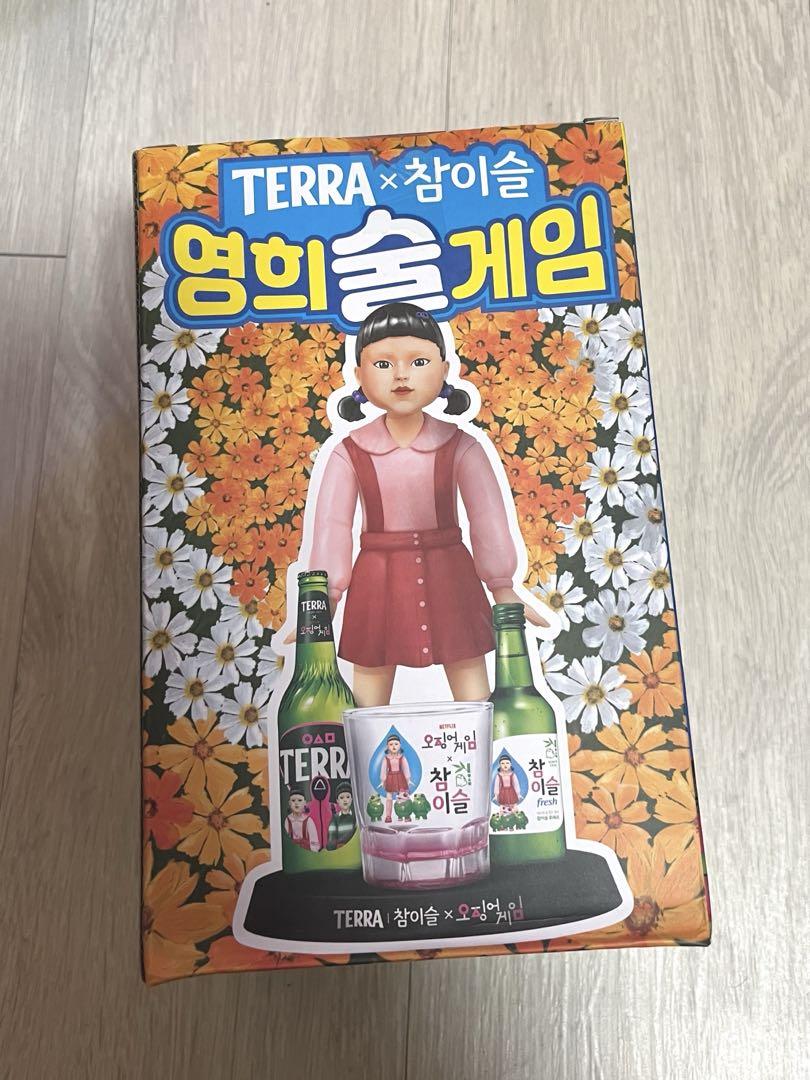 TERRA × 참이슬
영희술게임
TERRA
×
오징어게임
TERRA
NETFLIX
오징어게임
×
참이슬
참이슬
fresh
TERRA | 참이슬 × 오징어게임